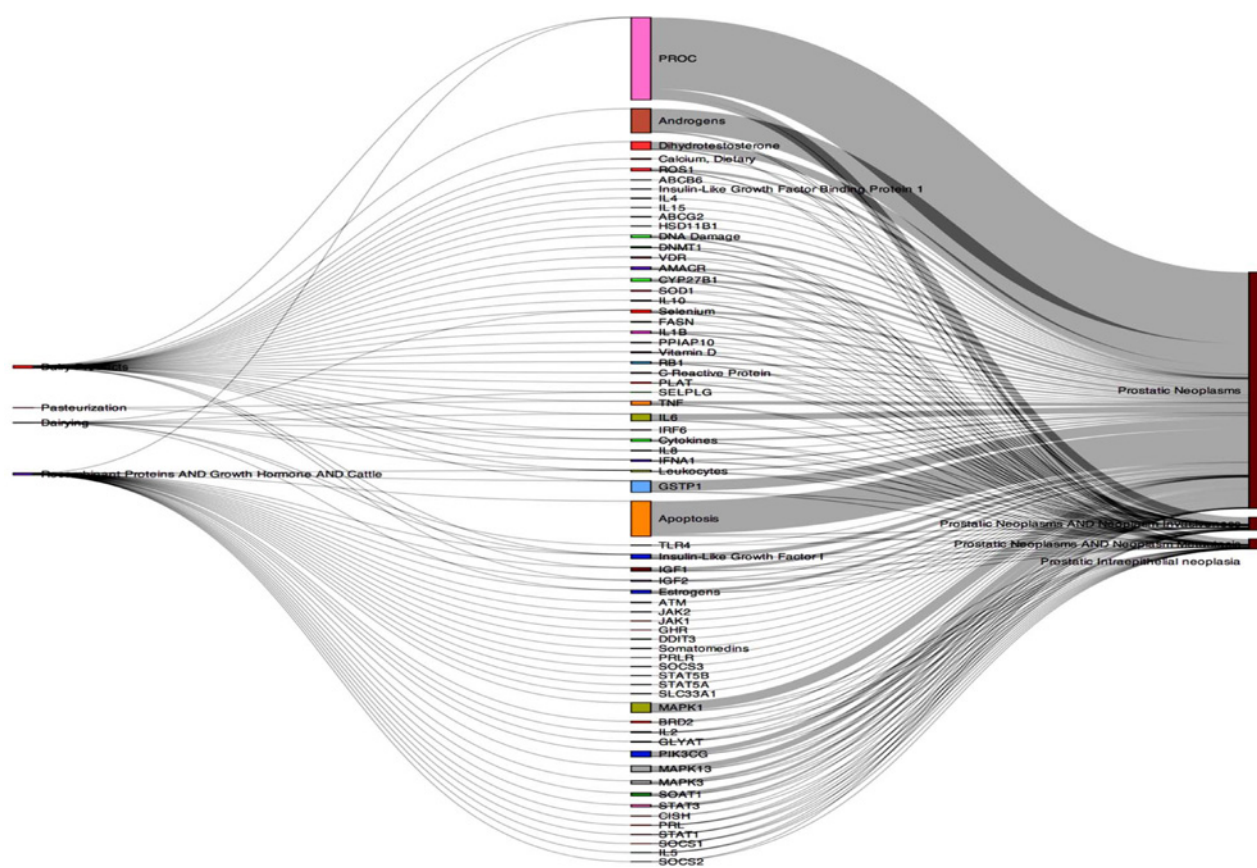 Dairy Products
Pasteurization
Dairying
Recombinant Proteins AND Growth Hormone AND Cattle
PROC
Androgens
Dihydrotestosterone
Calcium, Dietary
ROS1
ABCB6
Insulin-Like Growth Factor Binding Protein 1
IL4
IL15
ABCG2
HSD11B1
DNA Damage
DNMT1
VDR
AMACR
CYP27B1
SOD1
IL10
Selenium
FASN
IL1B
PPIAP10
Vitamin D
RB1
C-Reactive Protein
PLAT
SELPLG
TNF
IL6
IRF6
Cytokines
IL8
IFNA1
Leukocytes
GSTP1
Apoptosis
TLR4
Insulin-Like Growth Factor I
IGF1
IGF2
Estrogens
ATM
JAK2
JAK1
GHR
DDIT3
Somatomedins
PRLR
SOCS3
STAT5B
STAT5A
SLC33A1
MAPK1
BRD2
IL2
GLYAT
PIK3CG
MAPK13
MAPK3
SOAT1
STAT3
CISH
PRL
STAT1
SOCS1
IL5
SOCS2
Prostatic Neoplasms
Prostatic Neoplasms AND Neoplasm Invasiveness
Prostatic Neoplasms AND Neoplasm Metastasis
Prostatic Intraepithelial neoplasia